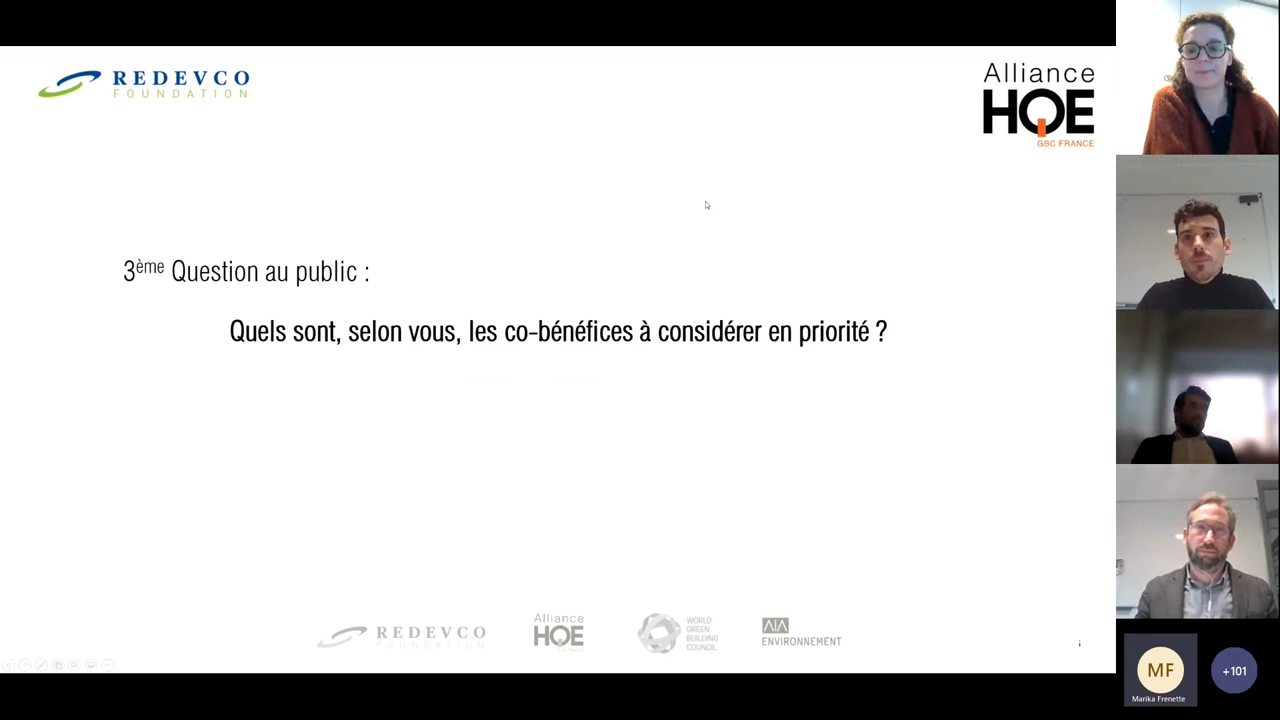 REDEVCO
FOUNDATION
Alliance
HQE
GBC FRANCE
3ème Question au public :
Quels sont, selon vous, les co-bénéfices à considérer en priorité ?
REDEVCO
FOUNDATION
Alliance
HQE
WORLD
GREEN
BUILDING
COUNCIL
AIA
ENVIRONNEMENT
MF
Marika Frenette
+101